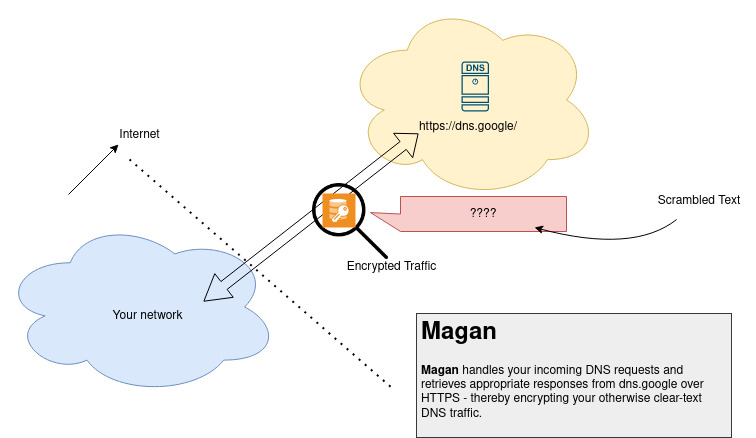 DNS
https://dns.google/
Internet
Scrambled Text
????
Encrypted Traffic
Your network
Magan
Magan handles your incoming DNS requests and
retrieves appropriate responses from dns.google over
HTTPS - thereby encrypting your otherwise clear-text
DNS traffic.